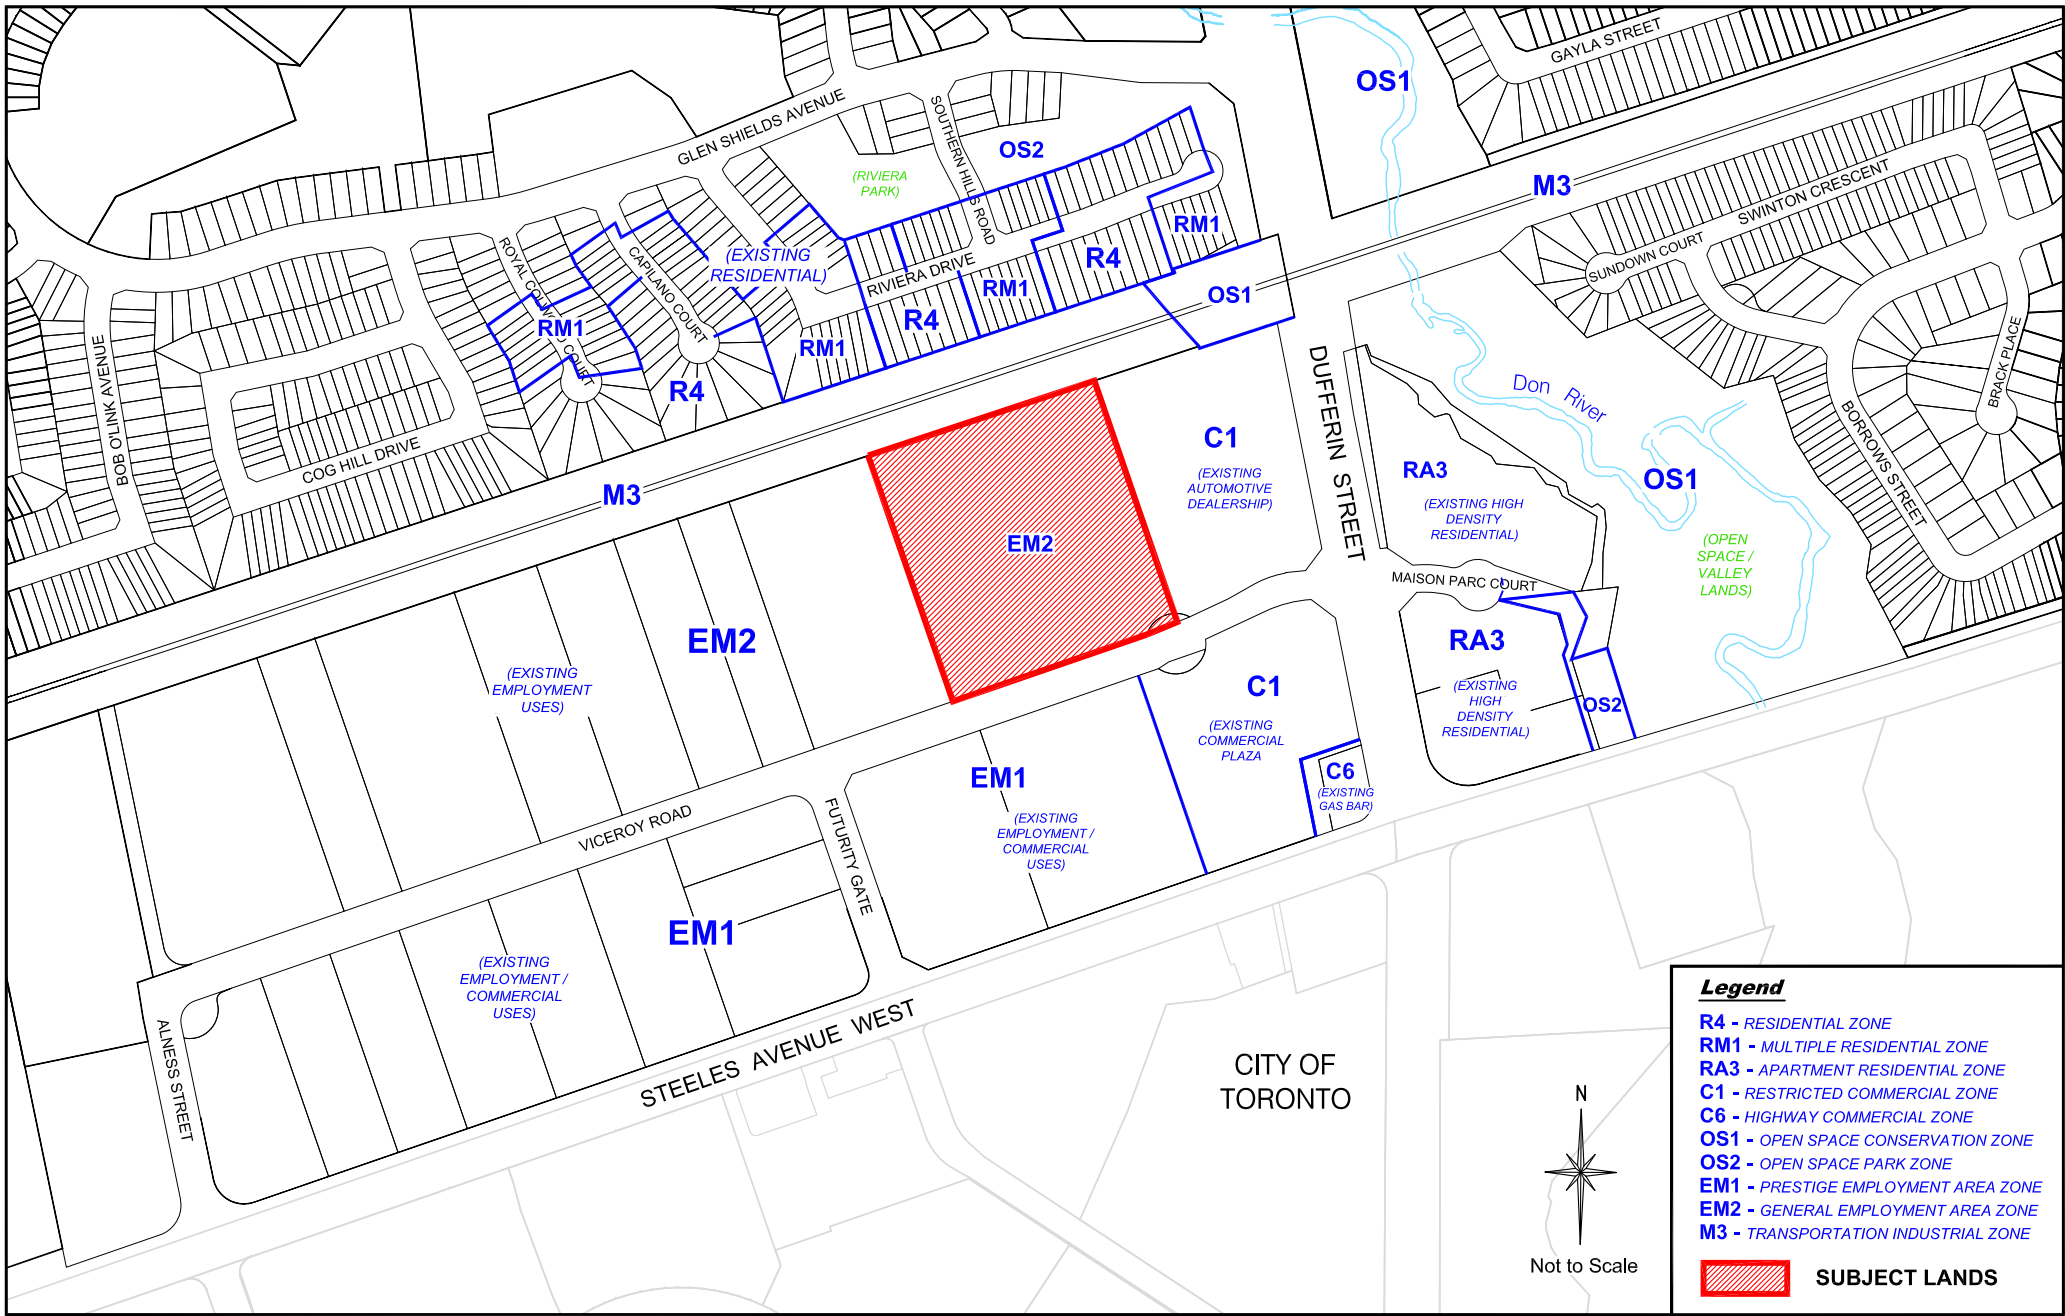 GAYLA STREET
OS1
GLEN SHIELDS AVENUE
SOUTHERN HILLS ROAD
OS2
(RIVIERA
PARK)
M3
SWINTON CRESCENT
SUNDOWN COURT
BRACK PLACE
BORROWS STREET
ROYAL COLWOOD COURT
CAPILANO COURT
(EXISTING
RESIDENTIAL)
RIVIERA DRIVE
RM1
R4
RM1
R4
RM1
RM1
R4
OS1
BOB O'LINK AVENUE
COG HILL DRIVE
M3
DUFFERIN STREET
Don River
C1
(EXISTING
AUTOMOTIVE
DEALERSHIP)
RA3
(EXISTING HIGH
DENSITY
RESIDENTIAL)
OS1
(OPEN
SPACE /
VALLEY
LANDS)
EM2
MAISON PARC COURT
EM2
(EXISTING
EMPLOYMENT
USES)
RA3
(EXISTING
HIGH
DENSITY
RESIDENTIAL)
OS2
C1
(EXISTING
COMMERCIAL
PLAZA
C6
(EXISTING
GAS BAR)
EM1
(EXISTING
EMPLOYMENT /
COMMERCIAL
USES)
VICEROY ROAD
FUTURITY GATE
EM1
(EXISTING
EMPLOYMENT /
COMMERCIAL
USES)
ALNESS STREET
STEELES AVENUE WEST
CITY OF
TORONTO
N
Not to Scale
Legend
R4 - RESIDENTIAL ZONE
RM1 - MULTIPLE RESIDENTIAL ZONE
RA3 - APARTMENT RESIDENTIAL ZONE
C1 - RESTRICTED COMMERCIAL ZONE
C6 - HIGHWAY COMMERCIAL ZONE
OS1 - OPEN SPACE CONSERVATION ZONE
OS2 - OPEN SPACE PARK ZONE
EM1 - PRESTIGE EMPLOYMENT AREA ZONE
EM2 - GENERAL EMPLOYMENT AREA ZONE
M3 - TRANSPORTATION INDUSTRIAL ZONE
SUBJECT LANDS